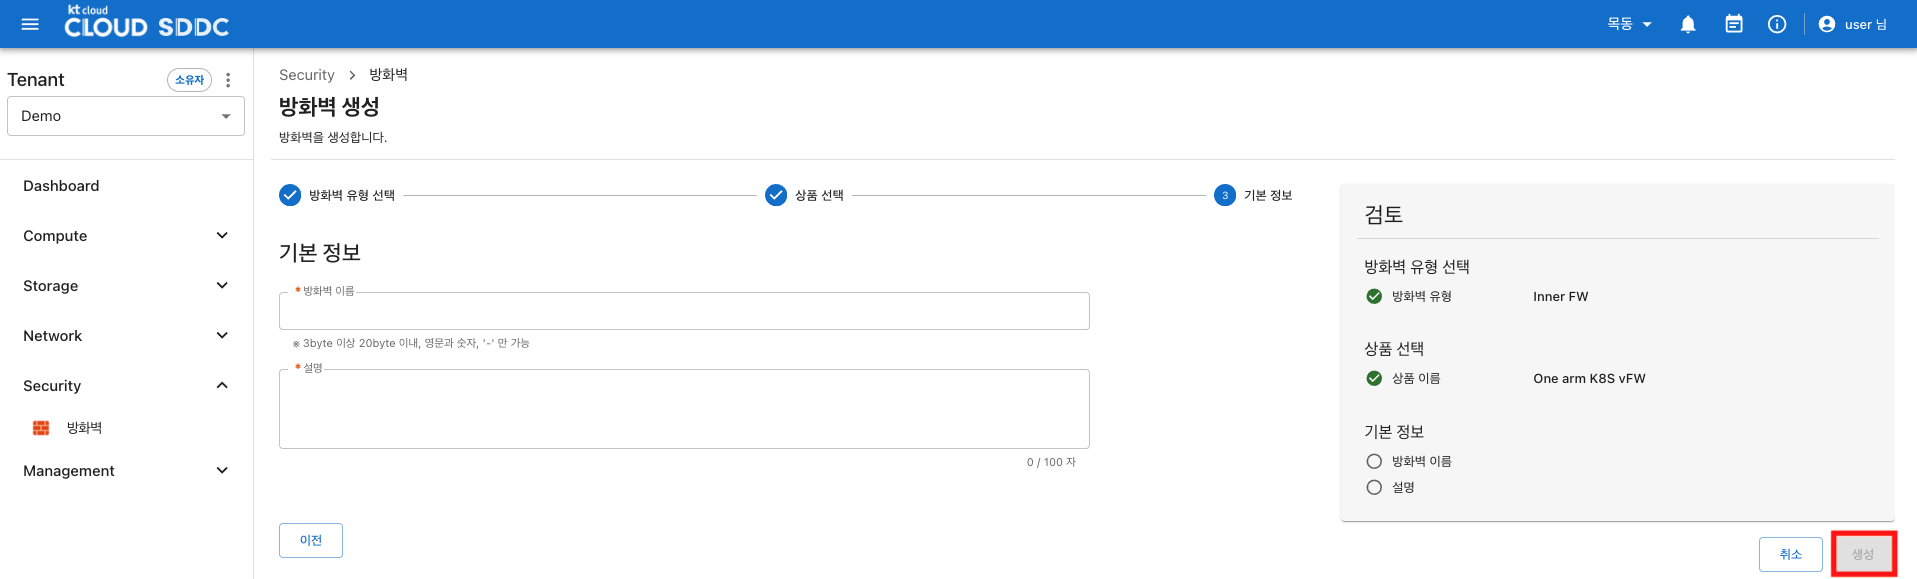 kt cloud
CLOUD SDDC
목동
user 님
Tenant
소유자
Demo
Dashboard
Compute
Storage
Network
Security
방화벽
Management
Security > 방화벽
방화벽 생성
방화벽을 생성합니다.
방화벽 유형 선택
상품 선택
3 기본 정보
기본 정보
* 방화벽 이름
※ 3byte 이상 20byte 이내, 영문과 숫자, '-' 만 가능
* 설명
0 / 100 자
이전
검토
방화벽 유형 선택
방화벽 유형 Inner FW
상품 선택
상품 이름 One arm K8S vFW
기본 정보
방화벽 이름
설명
취소
생성